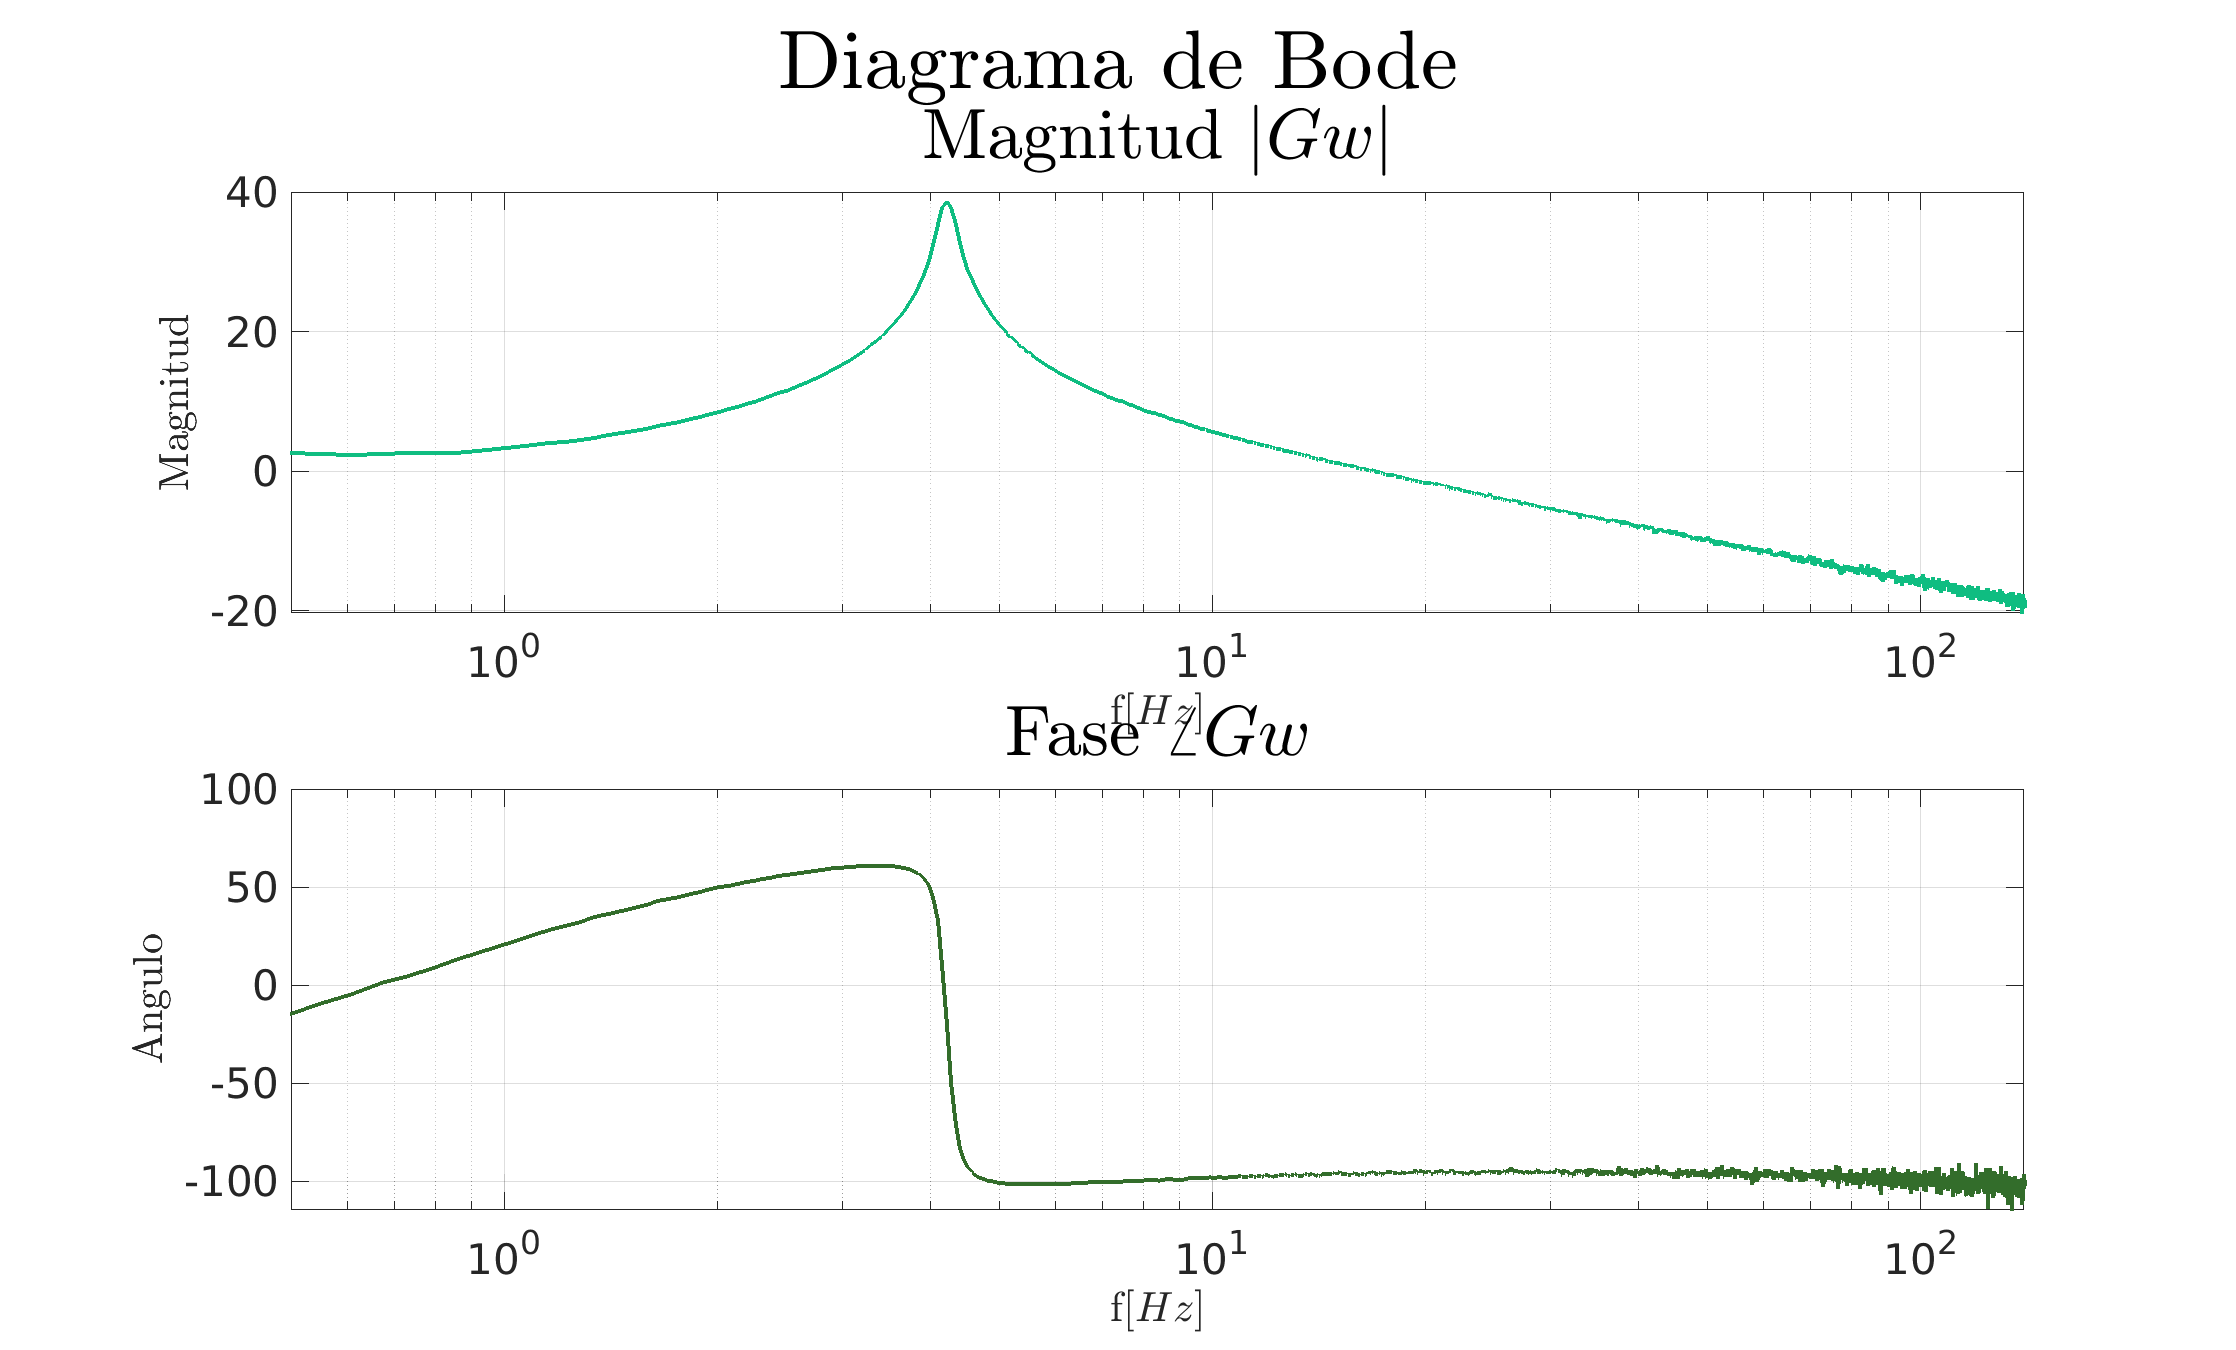 Diagrama de Bode
Magnitud |Gw|
Magnitud
40
20
0
-20
10^0
10^1
10^2
f[Hz]
Fase ∠Gw
Angulo
100
50
0
-50
-100
10^0
10^1
10^2
f[Hz]